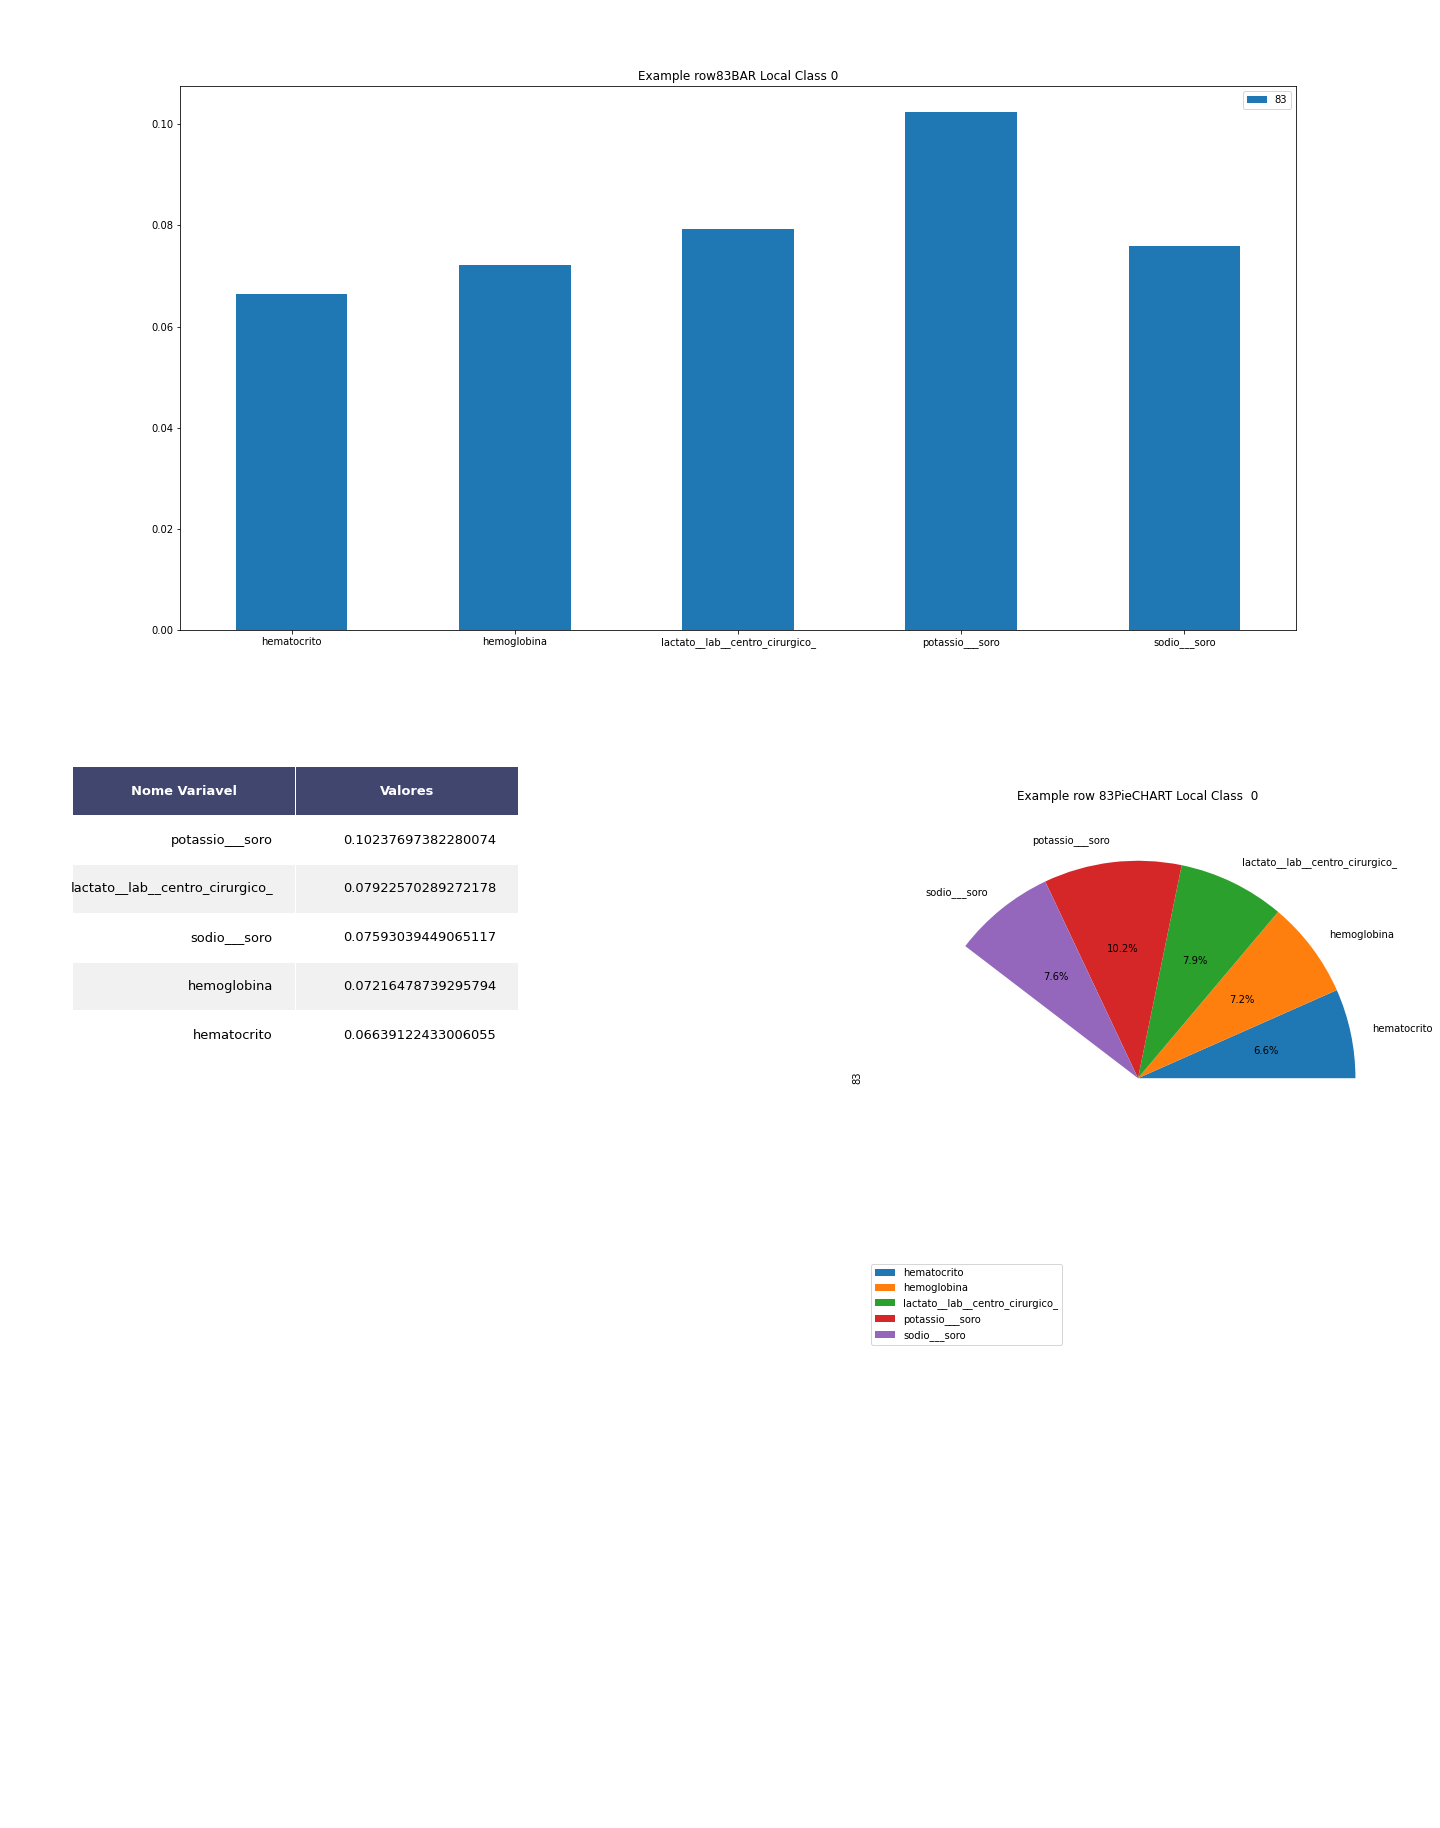 Example row83BAR Local Class 0
83
0.10
0.08
0.06
0.04
0.02
0.00
hematocrito
hemoglobina
lactato__lab__centro_cirurgico_
potassio___soro
sodio___soro
Nome Variavel Valores
potassio___soro 0.10237697382280074
lactato__lab__centro_cirurgico_ 0.07922570289272178
sodio___soro 0.07593039449065117
hemoglobina 0.07216478739295794
hematocrito 0.06639122433006055
Example row 83PieCHART Local Class  0
potassio___soro
lactato__lab__centro_cirurgico_
sodio___soro
hemoglobina
10.2%
7.9%
7.6%
7.2%
hematocrito
6.6%
83
hematocrito
hemoglobina
lactato__lab__centro_cirurgico_
potassio___soro
sodio___soro